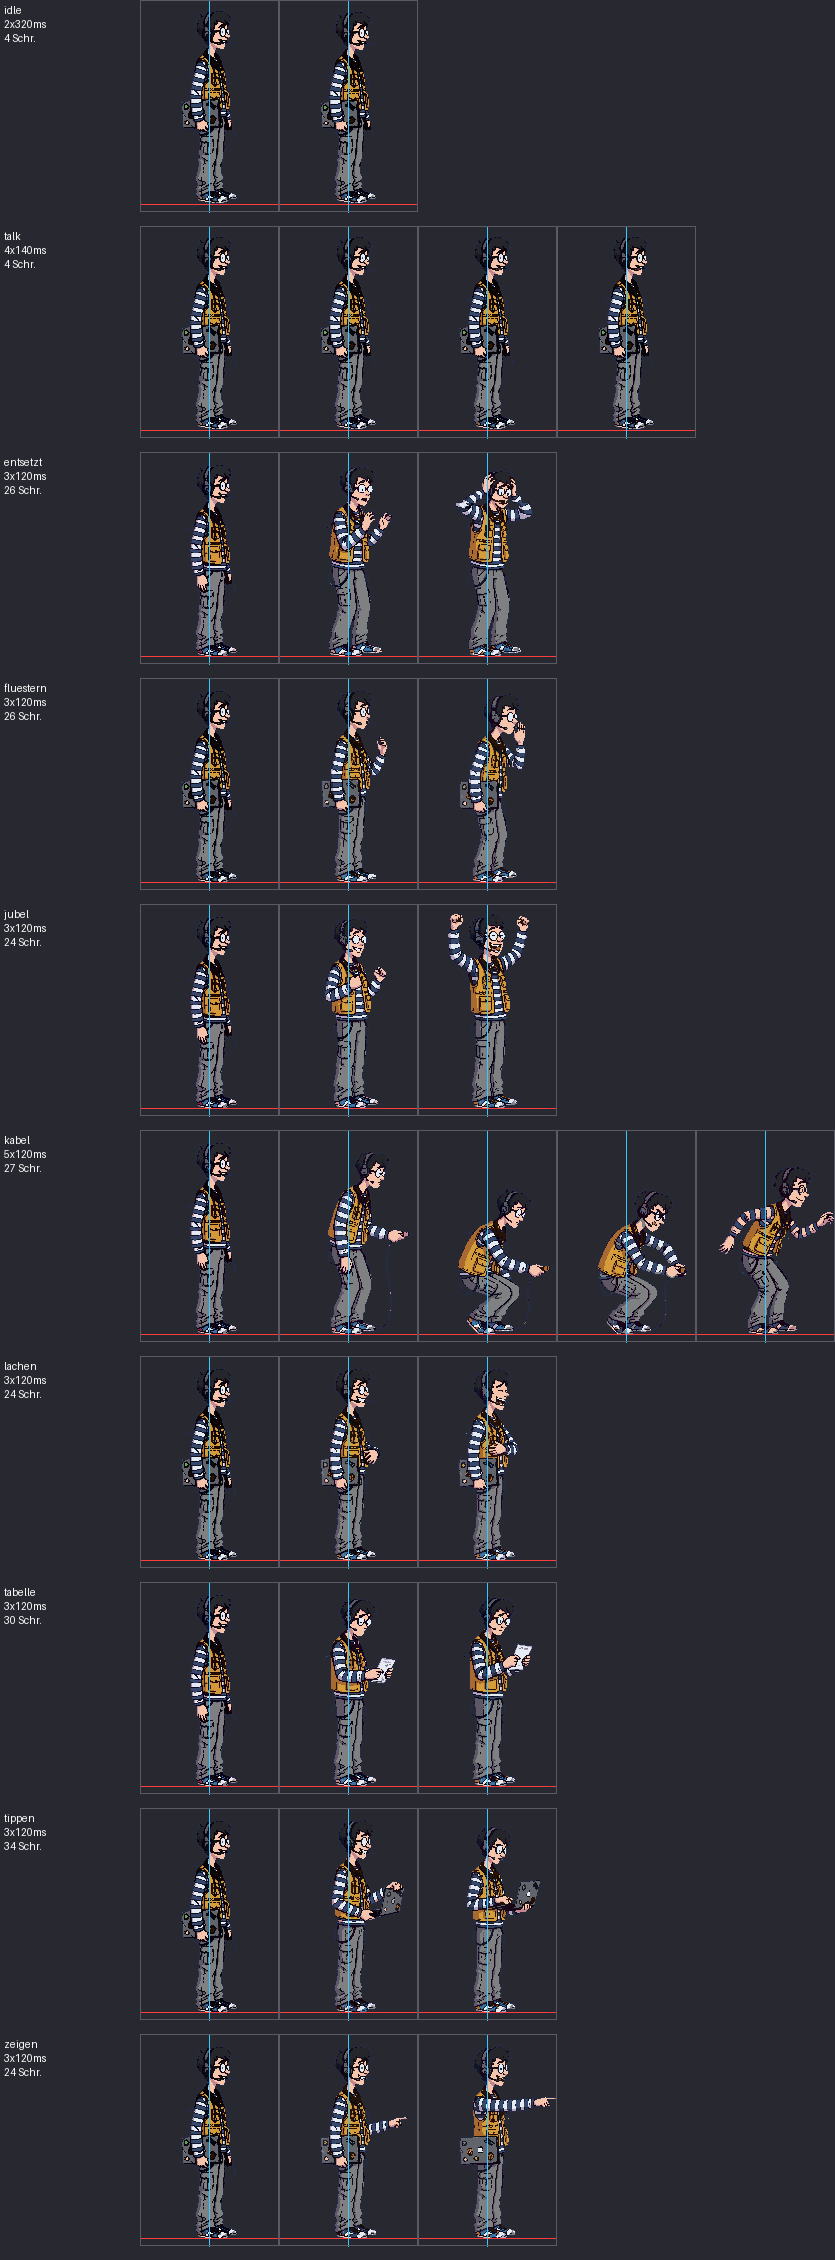 idle
2x320ms
4 Schr.
talk
4x140ms
4 Schr.
entsetzt
3x120ms
26 Schr.
fluestern
3x120ms
26 Schr.
jubel
3x120ms
24 Schr.
kabel
5x120ms
27 Schr.
lachen
3x120ms
24 Schr.
tabelle
3x120ms
30 Schr.
tippen
3x120ms
34 Schr.
zeigen
3x120ms
24 Schr.